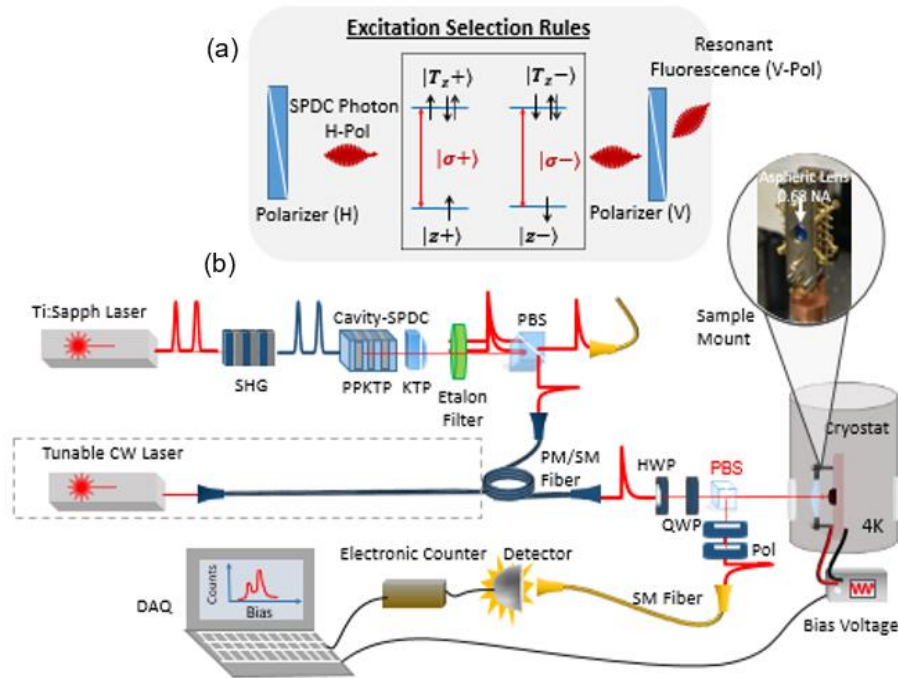 (a)
Excitation Selection Rules
Resonant
Fluorescence (V-Pol)
SPDC Photon
H-Pol
|T_z+⟩
|T_z−⟩
|σ+⟩
|σ−⟩
|z+⟩
|z−⟩
Polarizer (H)
Polarizer (V)
Aspheric Lens
0.68 NA
(b)
Ti:Sapph Laser
Cavity-SPDC
PBS
Sample
Mount
SHG
PPKTP
KTP
Etalon
Filter
Cryostat
Tunable CW Laser
PM/SM
Fiber
HWP
PBS
QWP
4K
Pol
Electronic Counter
Detector
DAQ
Counts
Bias
SM Fiber
Bias Voltage